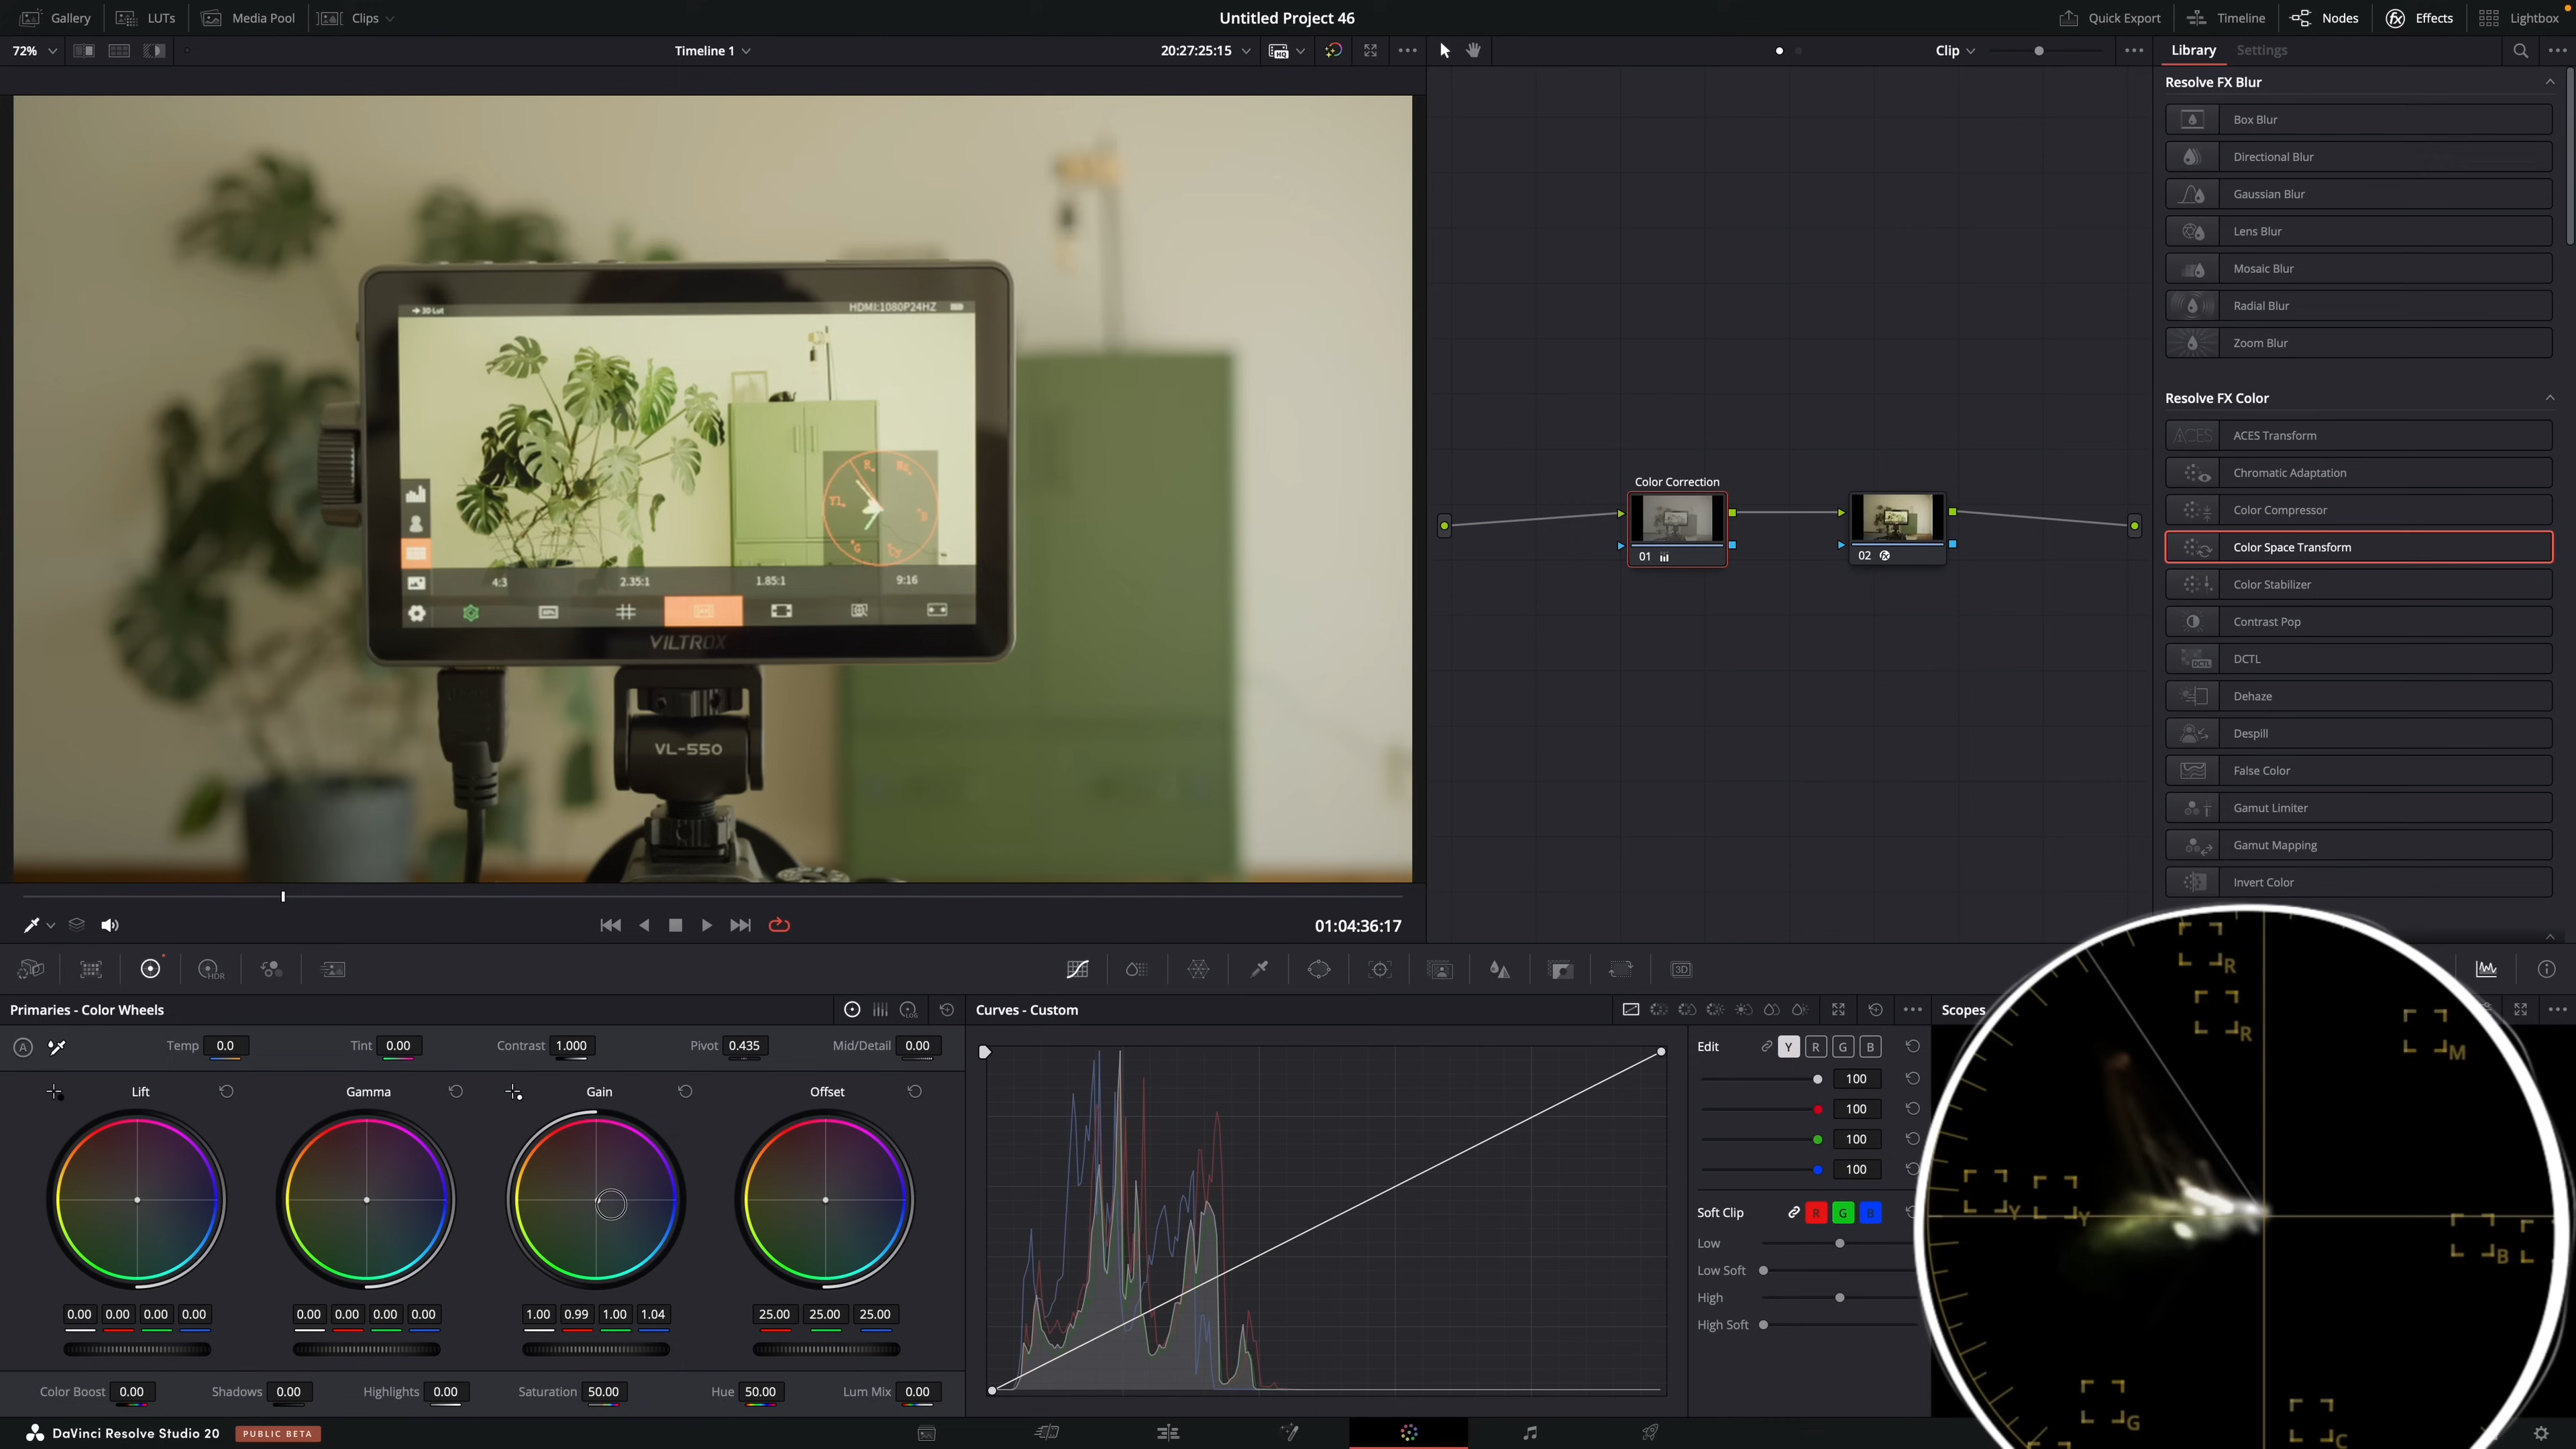 Gallery
LUTs
Media Pool
Clips
Untitled Project 46
Quick Export
Timeline
Nodes
Effects
Lightbox
72%
Timeline 1
20:27:25:15
HQ
Clip
Library
Settings
Resolve FX Blur
Box Blur
Directional Blur
Gaussian Blur
Lens Blur
Mosaic Blur
Radial Blur
Zoom Blur
Resolve FX Color
ACES
ACES Transform
Chromatic Adaptation
Color Compressor
Color Space Transform
Color Stabilizer
Contrast Pop
DCTL
DCTL
Dehaze
Despill
False Color
Gamut Limiter
Gamut Mapping
Invert Color
3D Lut
HDMI:1080P24HZ
4:3
2.35:1
1.85:1
9:16
VILTROX
VL-550
Color Correction
01
02
01:04:36:17
HDR
3D
Primaries - Color Wheels
LOG
Curves - Custom
Scopes
A
Temp 0.0
Tint 0.00
Contrast 1.000
Pivot 0.435
Mid/Detail 0.00
Lift
Gamma
Gain
Offset
0.00 0.00 0.00 0.00
0.00 0.00 0.00 0.00
1.00 0.99 1.00 1.04
25.00 25.00 25.00
Color Boost 0.00
Shadows 0.00
Highlights 0.00
Saturation 50.00
Hue 50.00
Lum Mix 0.00
Edit
Y R G B
100
100
100
100
Soft Clip
R G B
Low
Low Soft
High
High Soft
R
R
M
Y
Y
B
G
C
DaVinci Resolve Studio 20
PUBLIC BETA